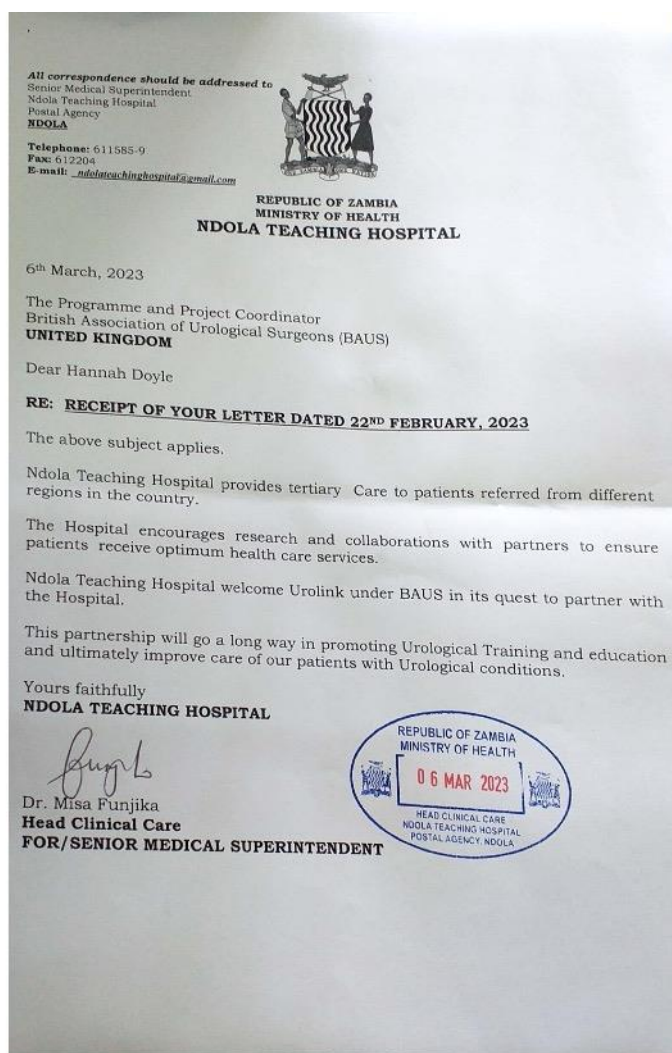 All correspondence should be addressed to
Senior Medical Superintendent
Ndola Teaching Hospital
Postal Agency
NDOLA
Telephone: 611585-9
Fax: 612204
E-mail: ndolateachinghospital@gmail.com
REPUBLIC OF ZAMBIA
MINISTRY OF HEALTH
NDOLA TEACHING HOSPITAL
6th March, 2023
The Programme and Project Coordinator
British Association of Urological Surgeons (BAUS)
UNITED KINGDOM
Dear Hannah Doyle
RE: RECEIPT OF YOUR LETTER DATED 22ND FEBRUARY, 2023
The above subject applies.
Ndola Teaching Hospital provides tertiary Care to patients referred from different
regions in the country.
The Hospital encourages research and collaborations with partners to ensure
patients receive optimum health care services.
Ndola Teaching Hospital welcome Urolink under BAUS in its quest to partner with
the Hospital.
This partnership will go a long way in promoting Urological Training and education
and ultimately improve care of our patients with Urological conditions.
Yours faithfully
NDOLA TEACHING HOSPITAL
Dr. Misa Funjika
Head Clinical Care
FOR/SENIOR MEDICAL SUPERINTENDENT
REPUBLIC OF ZAMBIA
MINISTRY OF HEALTH
06 MAR 2023
HEAD CLINICAL CARE
NDOLA TEACHING HOSPITAL
POSTAL AGENCY, NDOLA